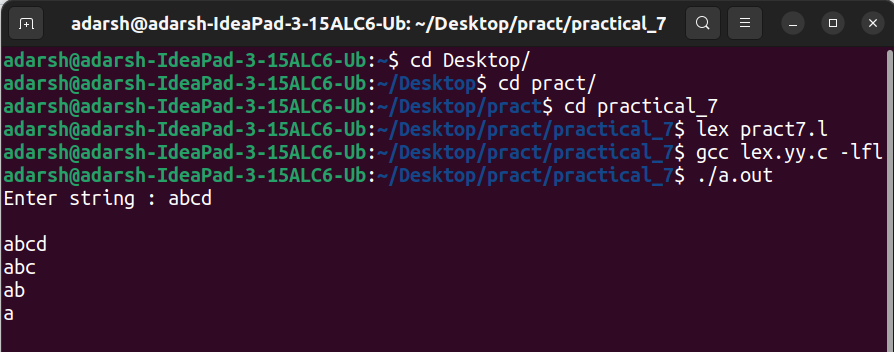 adarsh@adarsh-IdeaPad-3-15ALC6-Ub: ~/Desktop/pract/practical_7
adarsh@adarsh-IdeaPad-3-15ALC6-Ub:~$ cd Desktop/
adarsh@adarsh-IdeaPad-3-15ALC6-Ub:~/Desktop$ cd pract/
adarsh@adarsh-IdeaPad-3-15ALC6-Ub:~/Desktop/pract$ cd practical_7
adarsh@adarsh-IdeaPad-3-15ALC6-Ub:~/Desktop/pract/practical_7$ lex pract7.l
adarsh@adarsh-IdeaPad-3-15ALC6-Ub:~/Desktop/pract/practical_7$ gcc lex.yy.c -lfl
adarsh@adarsh-IdeaPad-3-15ALC6-Ub:~/Desktop/pract/practical_7$ ./a.out
Enter string : abcd
abcd
abc
ab
a